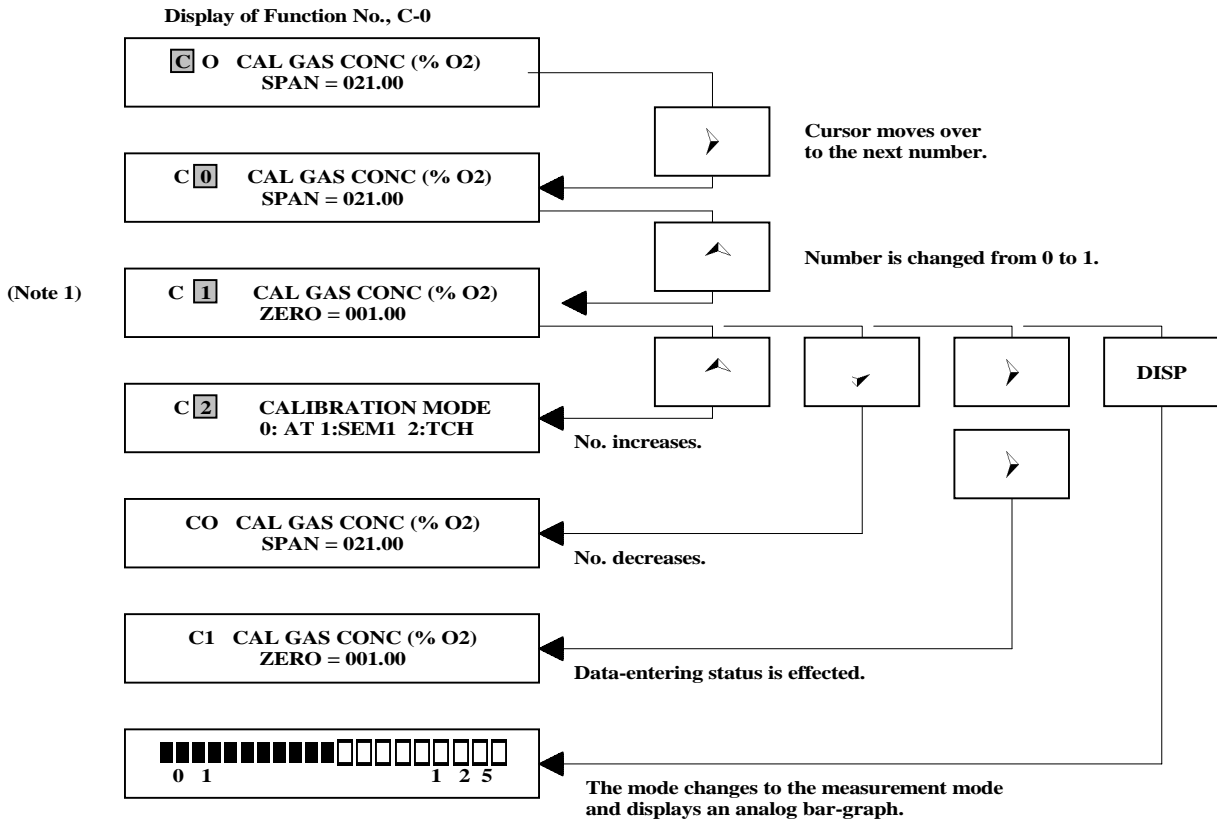 Display of Function No., C-0
C O CAL GAS CONC (% O2)
SPAN = 021.00
Cursor moves over
to the next number.
C 0 CAL GAS CONC (% O2)
SPAN = 021.00
Number is changed from 0 to 1.
(Note 1)
C 1 CAL GAS CONC (% O2)
ZERO = 001.00
DISP
C 2 CALIBRATION MODE
0: AT 1:SEM1 2:TCH
No. increases.
CO CAL GAS CONC (% O2)
SPAN = 021.00
No. decreases.
C1 CAL GAS CONC (% O2)
ZERO = 001.00
Data-entering status is effected.
0 1 1 2 5
The mode changes to the measurement mode
and displays an analog bar-graph.